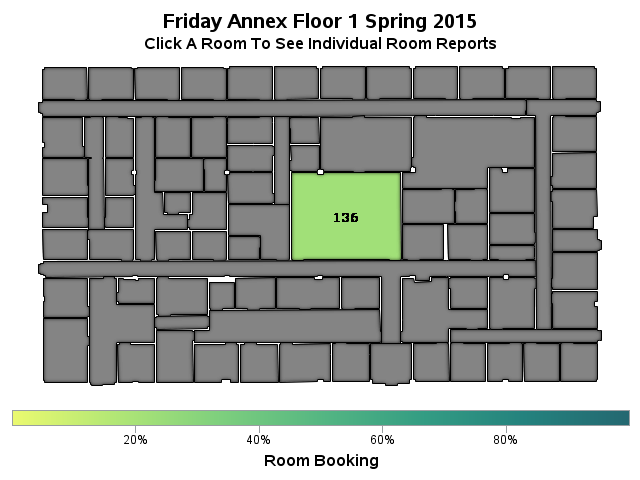 Friday Annex Floor 1 Spring 2015
Click A Room To See Individual Room Reports
136
20% 40% 60% 80%
Room Booking